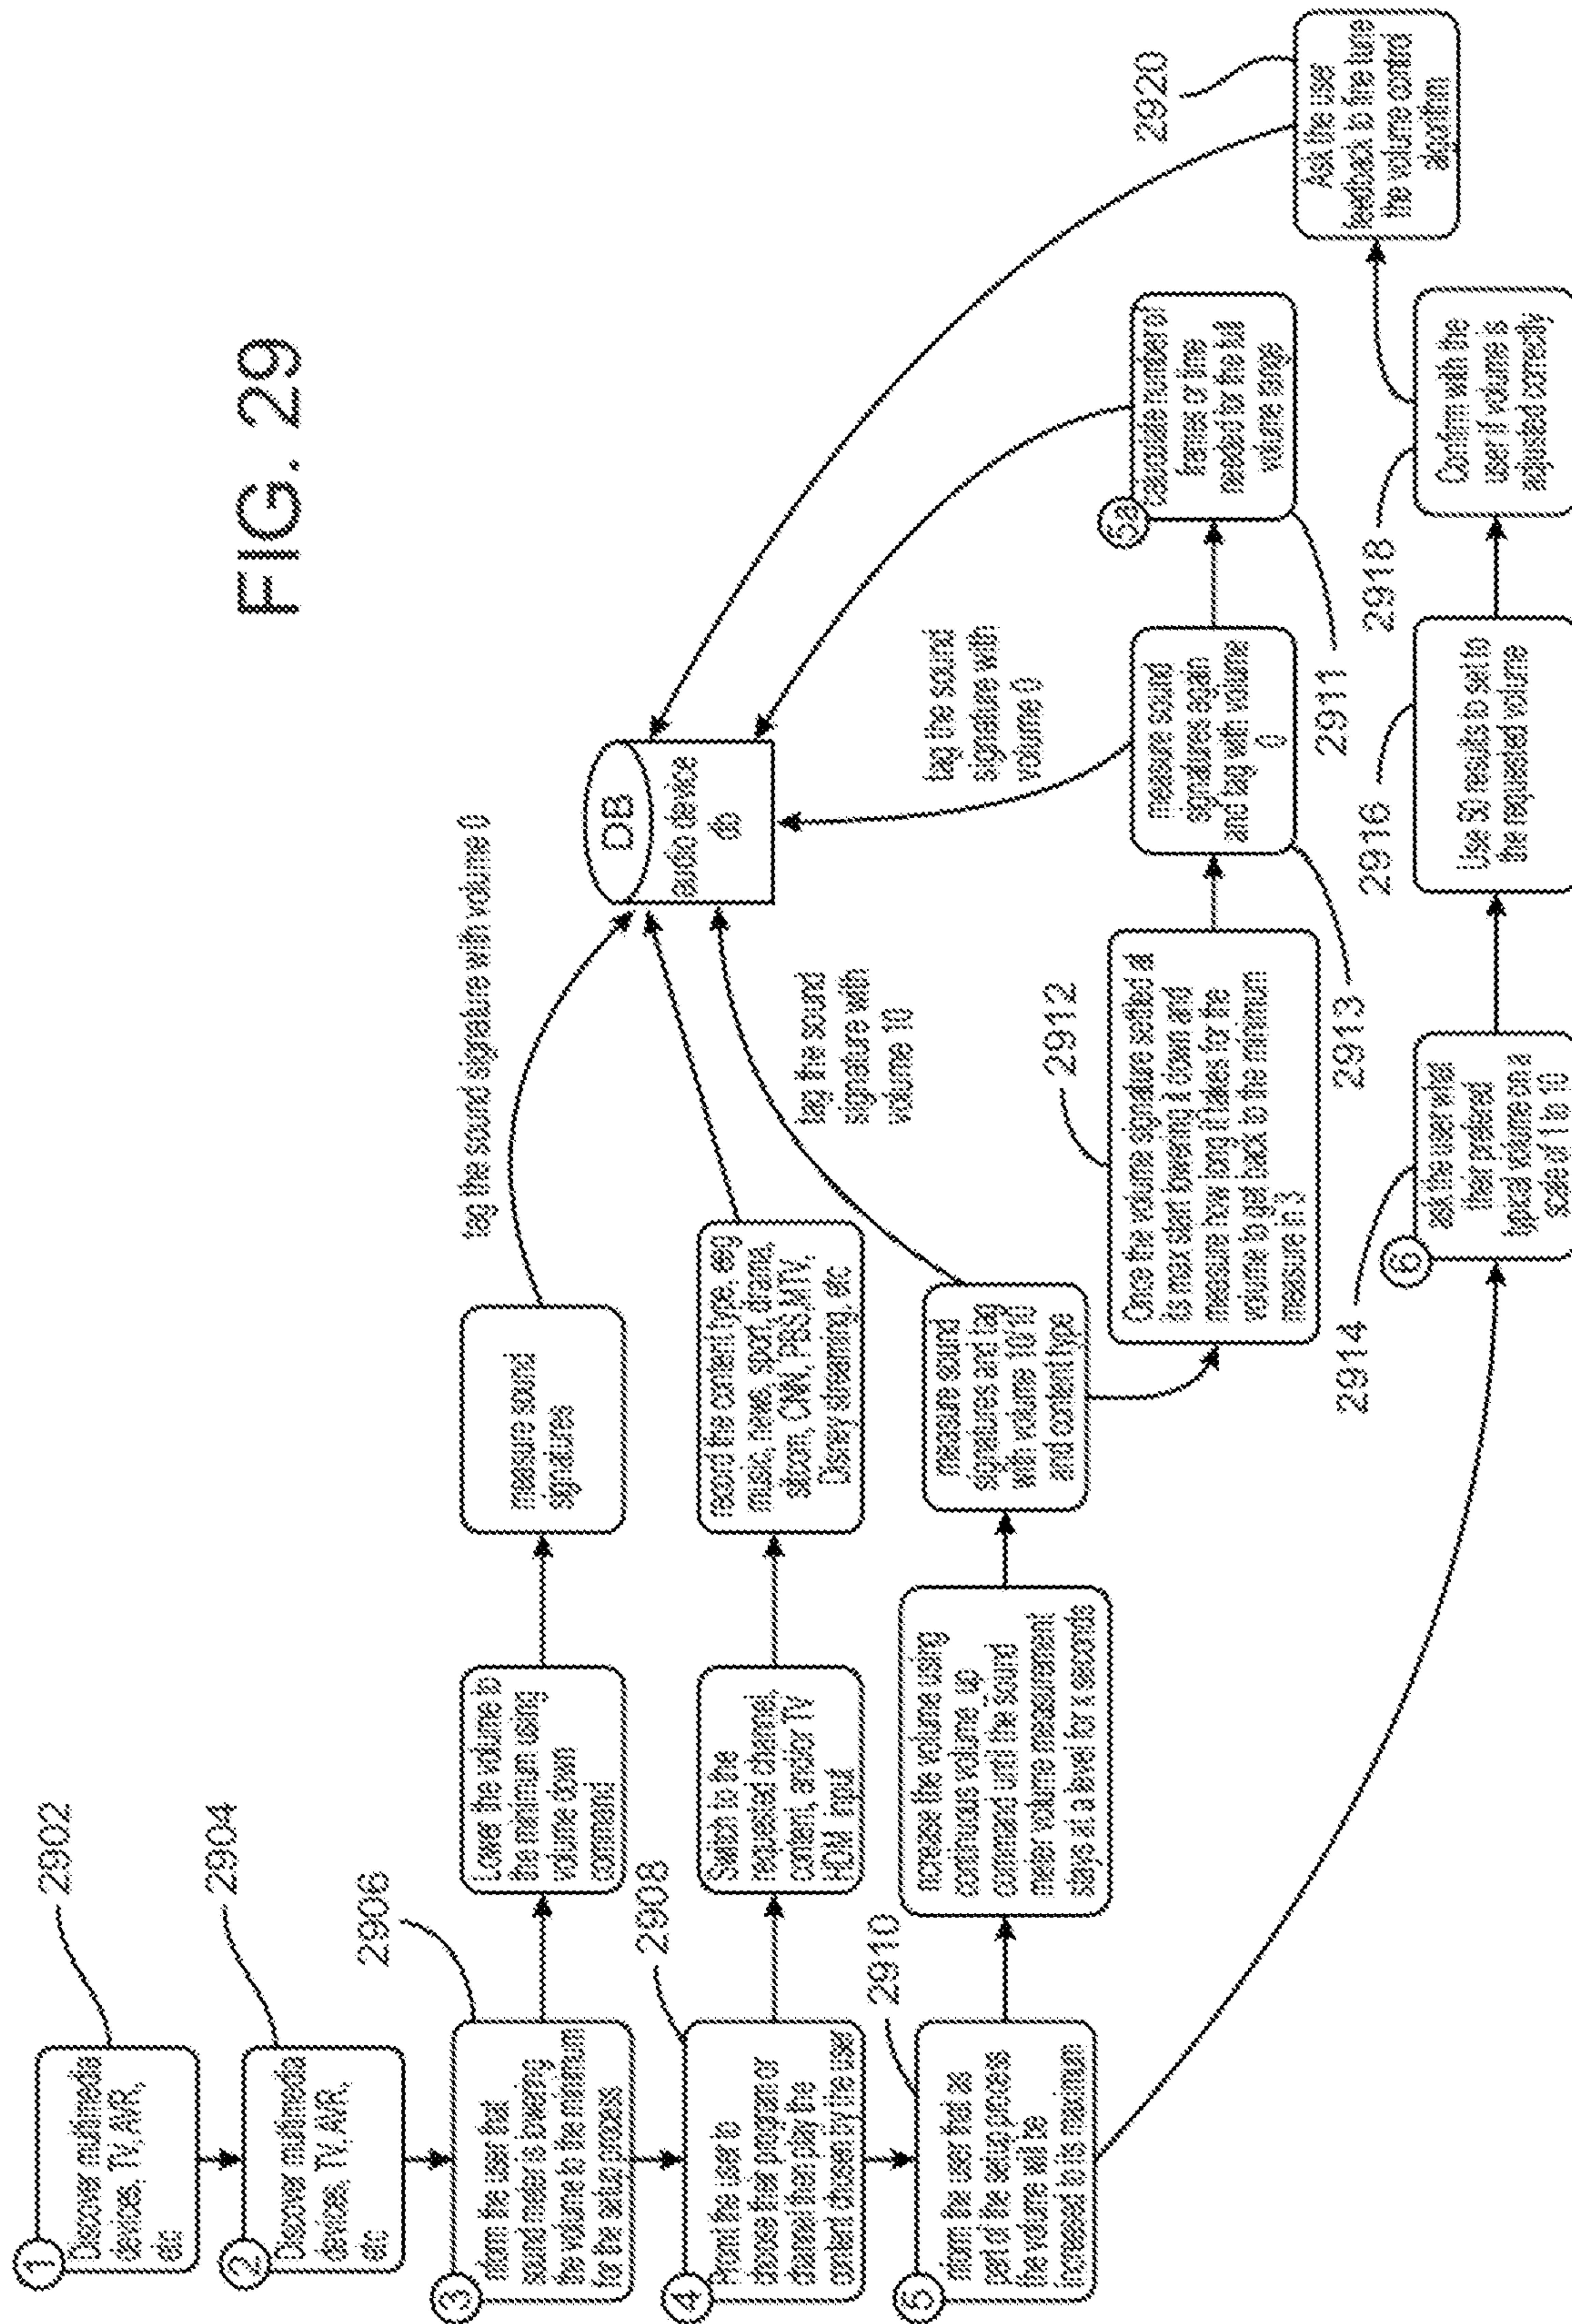 FIG. 29
1
Discover multimedia
devices, TV, AVR,
etc
2902
2
Discover multimedia
devices, TV, AVR,
etc
2904
3
Inform the user that
sound meter is lowering
the volume to the minimum
for the setup process
2906
Lower the volume to
the minimum using
volume down
command
measure sound
signatures
tag the sound signature with volume 0
4
Promt the user to
choose their program or
channel then play the
content chosen by the user
2908
Switch to the
requested channel,
content, and/or TV
HDMI input
record the content type, eg
music, news, sport, drama,
sitcom, CNN, PBS,MTV,
Disney streaming, etc
DB
audio device
db
5
Inform the user that as
part of the setup process
the volume will be
increased to its maximum
2910
Increase the volume using
continuous volume up
command until the sound
meter volume measurement
stays at a level for x seconds
measure sound
signatures and tag
with volume 10/10
and content type
tag the sound
signature with
volume 10
Once the volume signature settled at
its max start lowering it down and
measure how long it takes for the
volume to get back to the minimum
measure in 3
2912
measure sound
signatures again
and tag with volume
0
2913
tag the sound
signature with
volume 0
5a
calculate number of
frames or time
needed for the full
volume range
2911
6
ask the user what
their preferred
typical volume on a
scale of 1 to 10
2914
Use 5a results to set to
the requested volume
2916
Confirm with the
user if volume is
adjusted correctly
2918
Ask the user
feedback to fine tune
the volume control
algorithm
2920